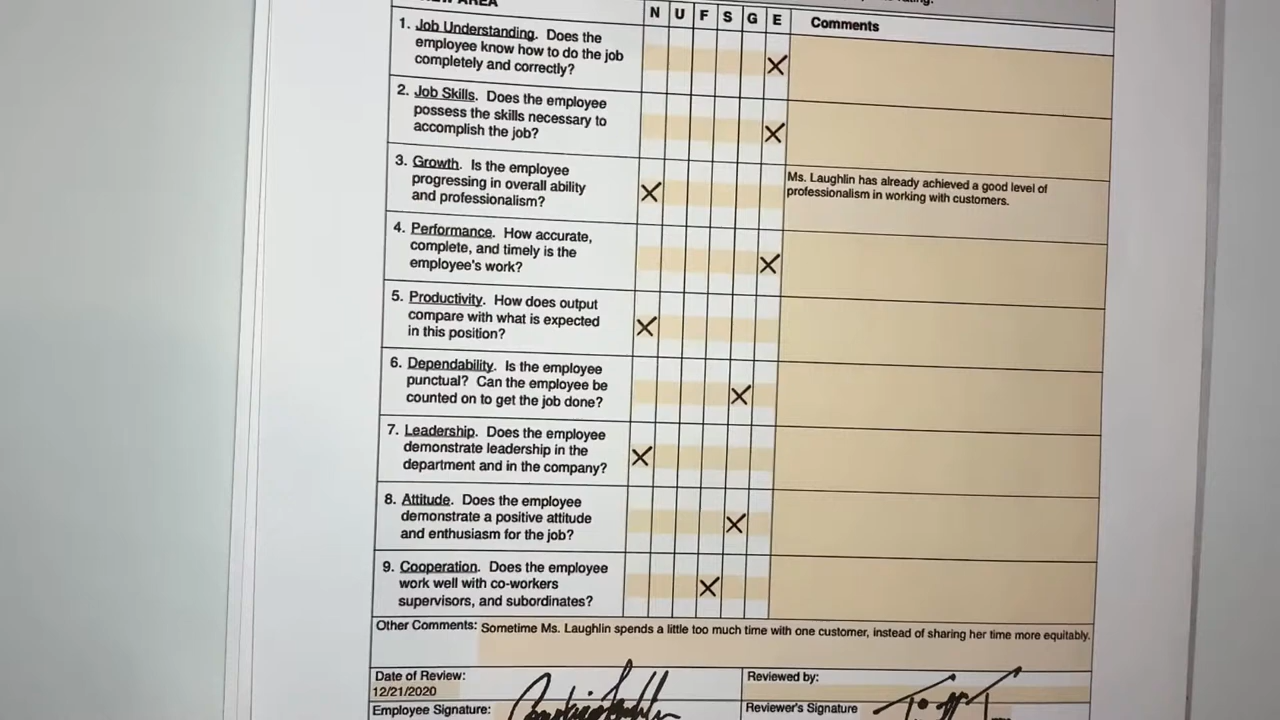 AREA
rating.
N U F S G E Comments
1. Job Understanding. Does the
employee know how to do the job
completely and correctly?
2. Job Skills. Does the employee
possess the skills necessary to
accomplish the job?
3. Growth. Is the employee
progressing in overall ability
and professionalism?
Ms. Laughlin has already achieved a good level of
professionalism in working with customers.
4. Performance. How accurate,
complete, and timely is the
employee's work?
5. Productivity. How does output
compare with what is expected
in this position?
6. Dependability. Is the employee
punctual? Can the employee be
counted on to get the job done?
7. Leadership. Does the employee
demonstrate leadership in the
department and in the company?
8. Attitude. Does the employee
demonstrate a positive attitude
and enthusiasm for the job?
9. Cooperation. Does the employee
work well with co-workers
supervisors, and subordinates?
Other Comments: Sometime Ms. Laughlin spends a little too much time with one customer, instead of sharing her time more equitably.
Date of Review:
12/21/2020
Reviewed by:
Employee Signature:
Reviewer's Signature